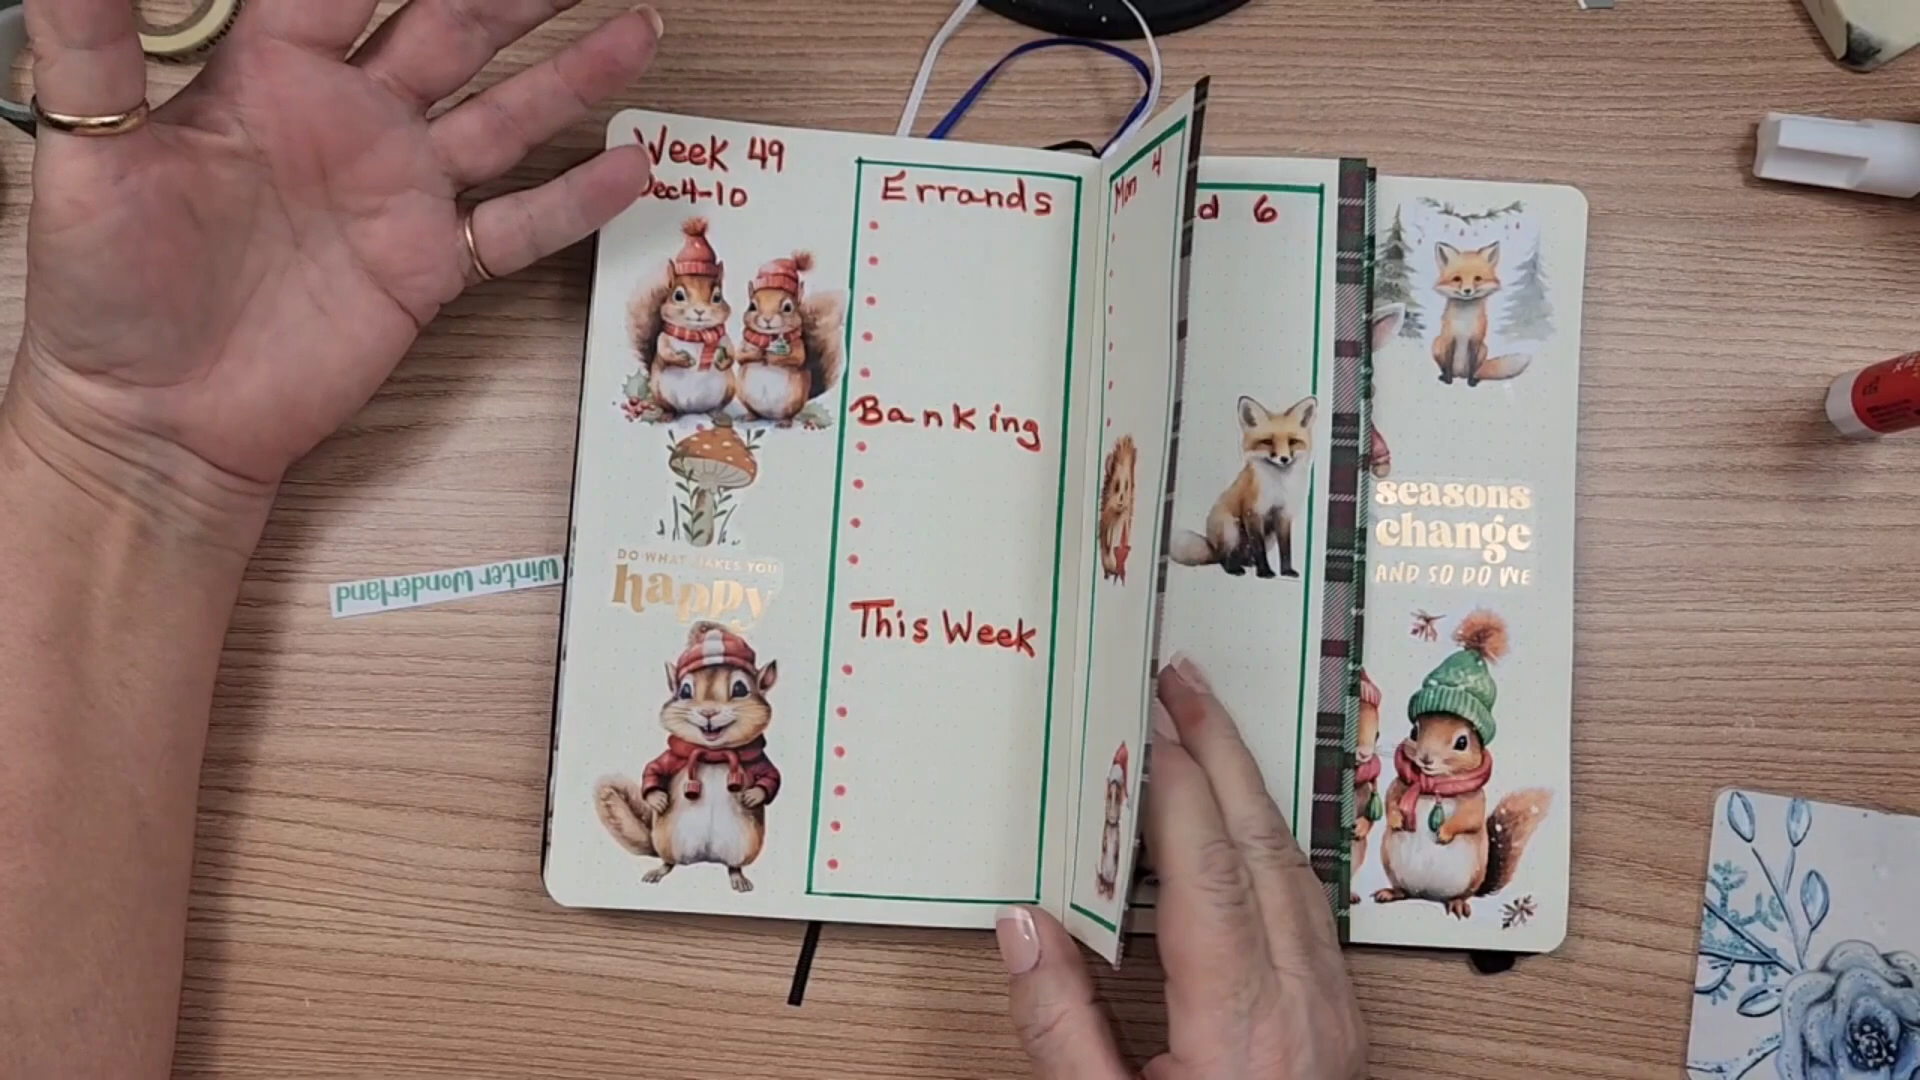 Week 49
Dec 4-10
Errands
Banking
This Week
DO WHAT MAKES YOU
happy
Winter Wonderland
Mon 4
d 6
seasons
change
AND SO DO WE